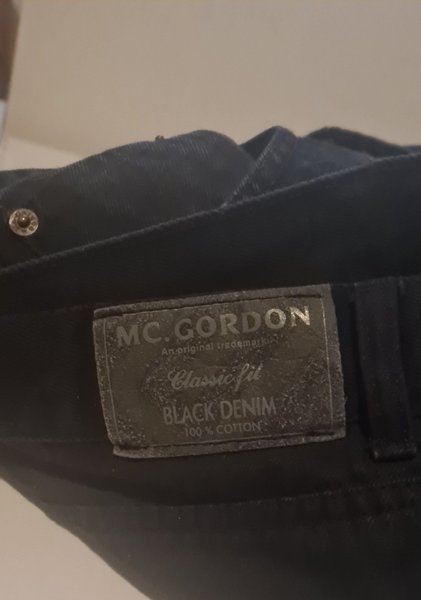 MC. GORDON
An original trademark
Classic fit
BLACK DENIM
100 % COTTON